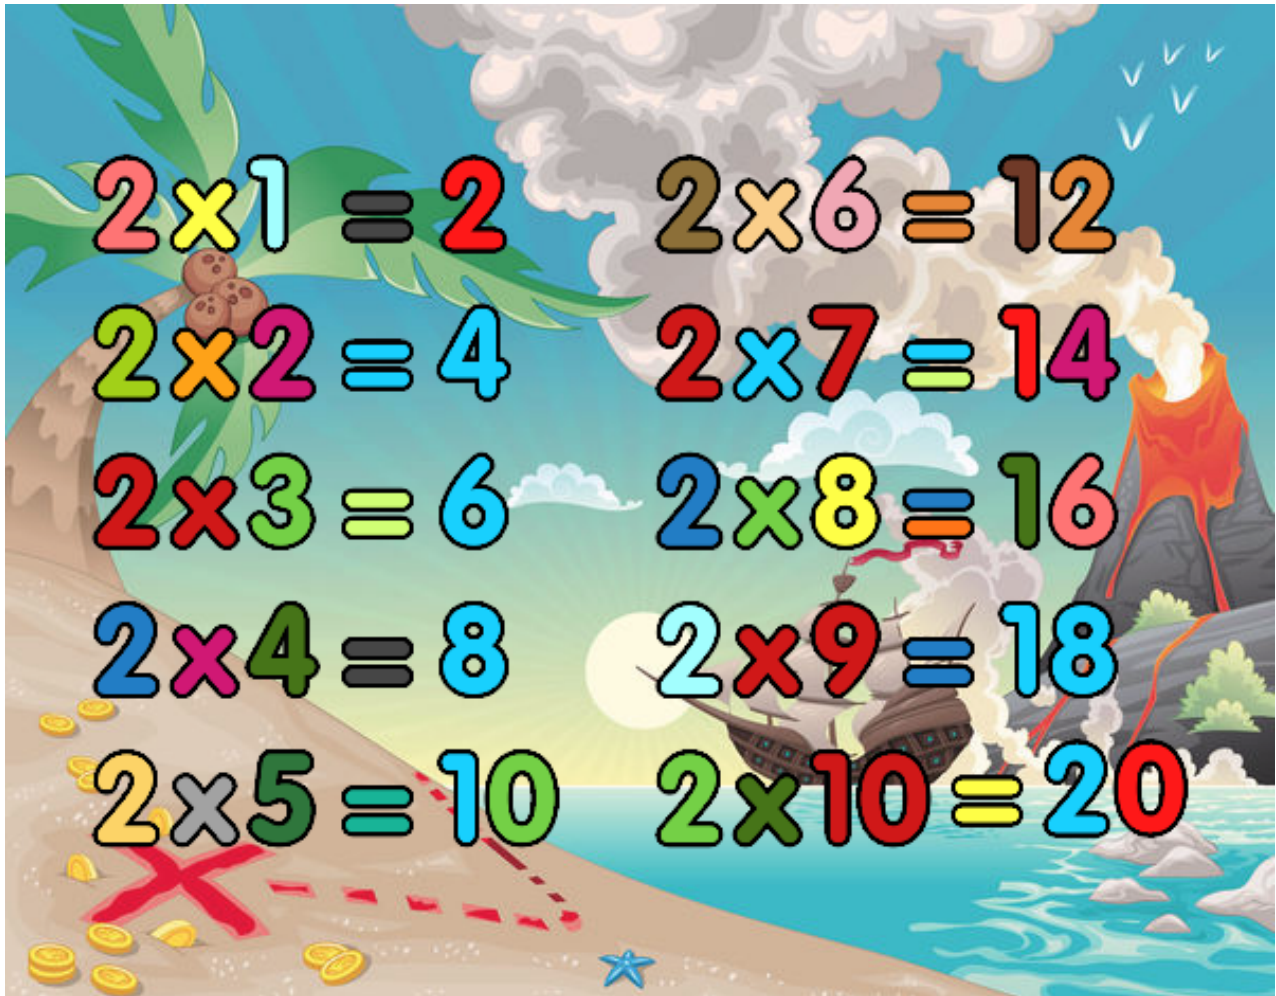 2x1 = 2
2x2 = 4
2x3 = 6
2x4 = 8
2x5 = 10
2x6 = 12
2x7 = 14
2x8 = 16
2x9 = 18
2x10 = 20